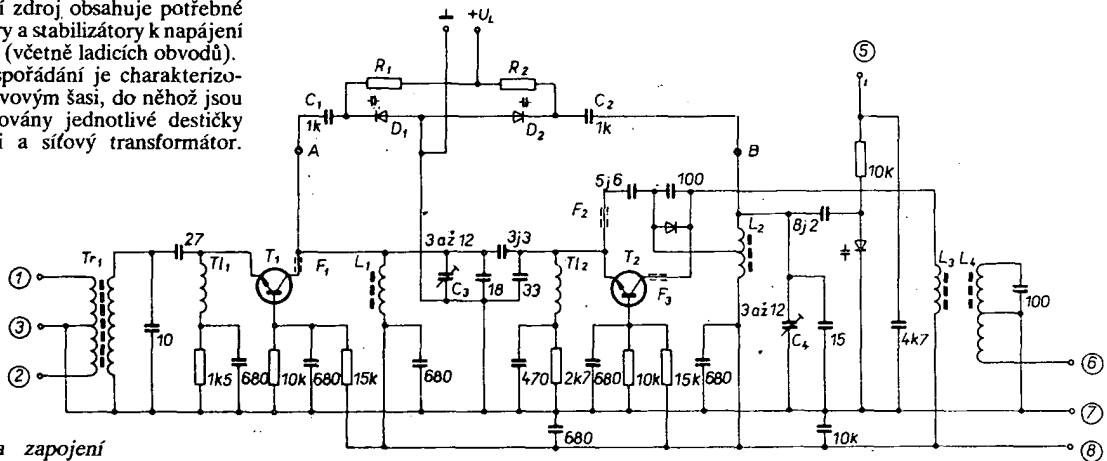 í zdroj obsahuje potřebné
ry a stabilizátory k napájení
(včetně ladicích obvodů).
spořádání je charakterizo-
vovým šasi, do něhož jsou
ovány jednotlivé destičky
i a síťový transformátor.
⊥ +U_L
R₁ R₂
C₁ 1k D₁ D₂ C₂ 1k
A B
5
10k
5j6 100
F₂
27
Tr₁ Tl₁ T₁ F₁ L₁
3 až 12 3j3
C₃ 18 33 Tl₂
T₂ F₃
L₂ 8j2
3 až 12
C₄ 15 4k7
L₃ L₄ 100
1 3 2
10
1k5 680 10k 680 15k 680
470 2k7 680 10k 15k 680
680 10k
6
7
8
a zapojení